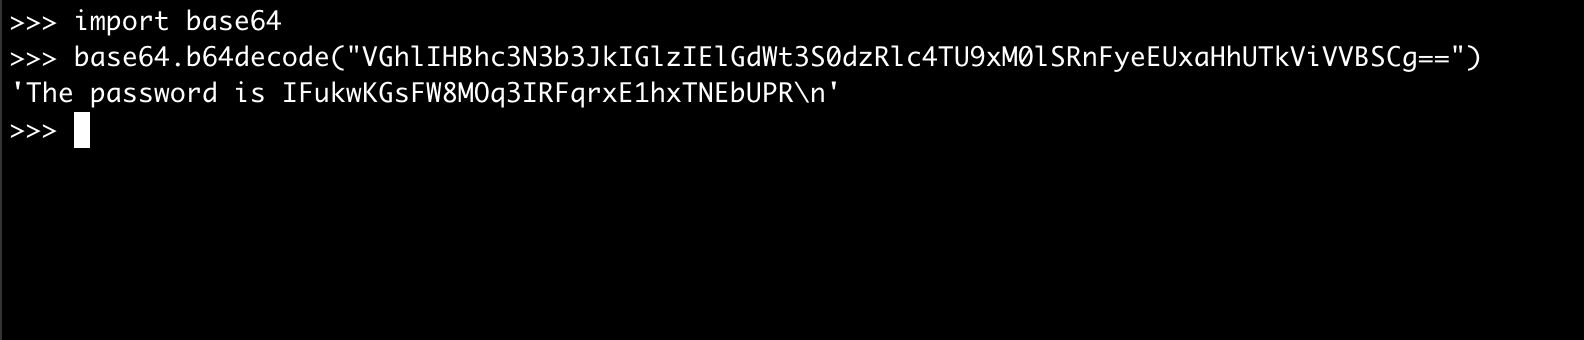 >>> import base64
>>> base64.b64decode("VGhlIHBhc3N3b3JkIGlzIElGdWt3S0dzRlc4TU9xM0lSRnFyeEUxaHhUTkViVVBSCg==")
'The password is IFukwKGsFW8MOq3IRFqrxE1hxTNEbUPR\n'
>>>